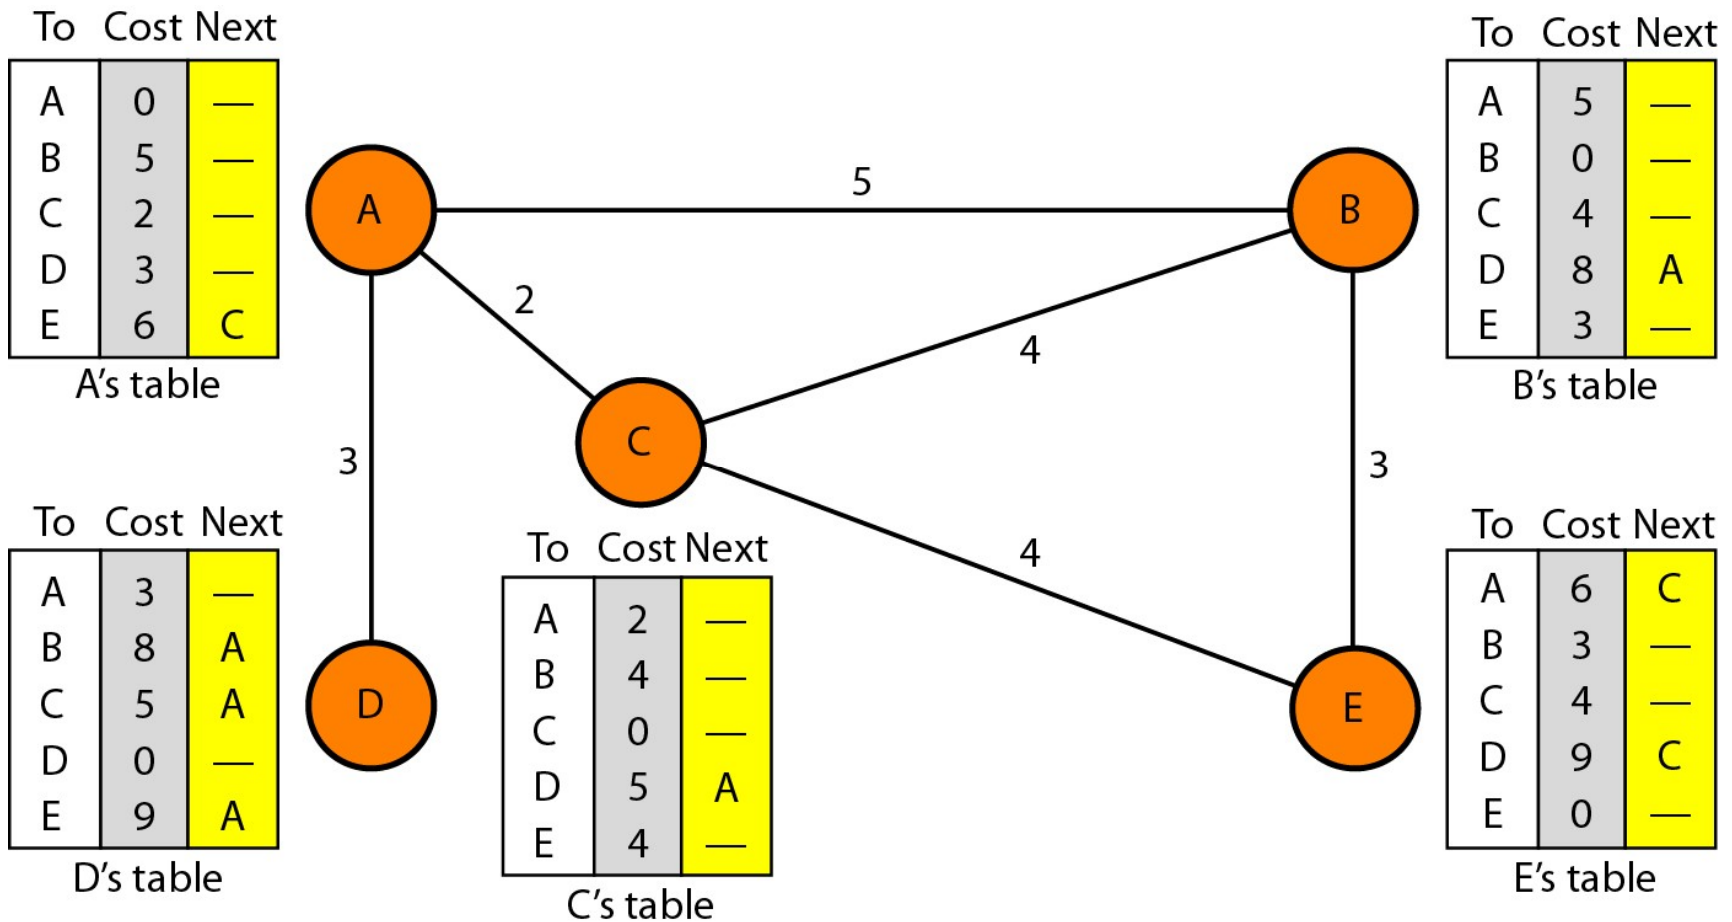 To Cost Next
A 0 —
B 5 —
C 2 —
D 3 —
E 6 C
A's table
To Cost Next
A 5 —
B 0 —
C 4 —
D 8 A
E 3 —
B's table
A
5
B
2
4
C
3
3
4
D
E
To Cost Next
A 3 —
B 8 A
C 5 A
D 0 —
E 9 A
D's table
To Cost Next
A 2 —
B 4 —
C 0 —
D 5 A
E 4 —
C's table
To Cost Next
A 6 C
B 3 —
C 4 —
D 9 C
E 0 —
E's table